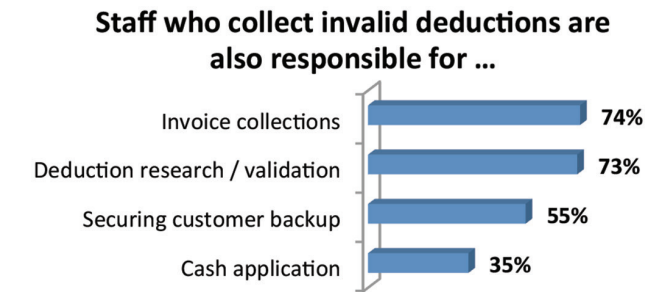 Staff who collect invalid deductions are
also responsible for ...
Invoice collections 74%
Deduction research / validation 73%
Securing customer backup 55%
Cash application 35%